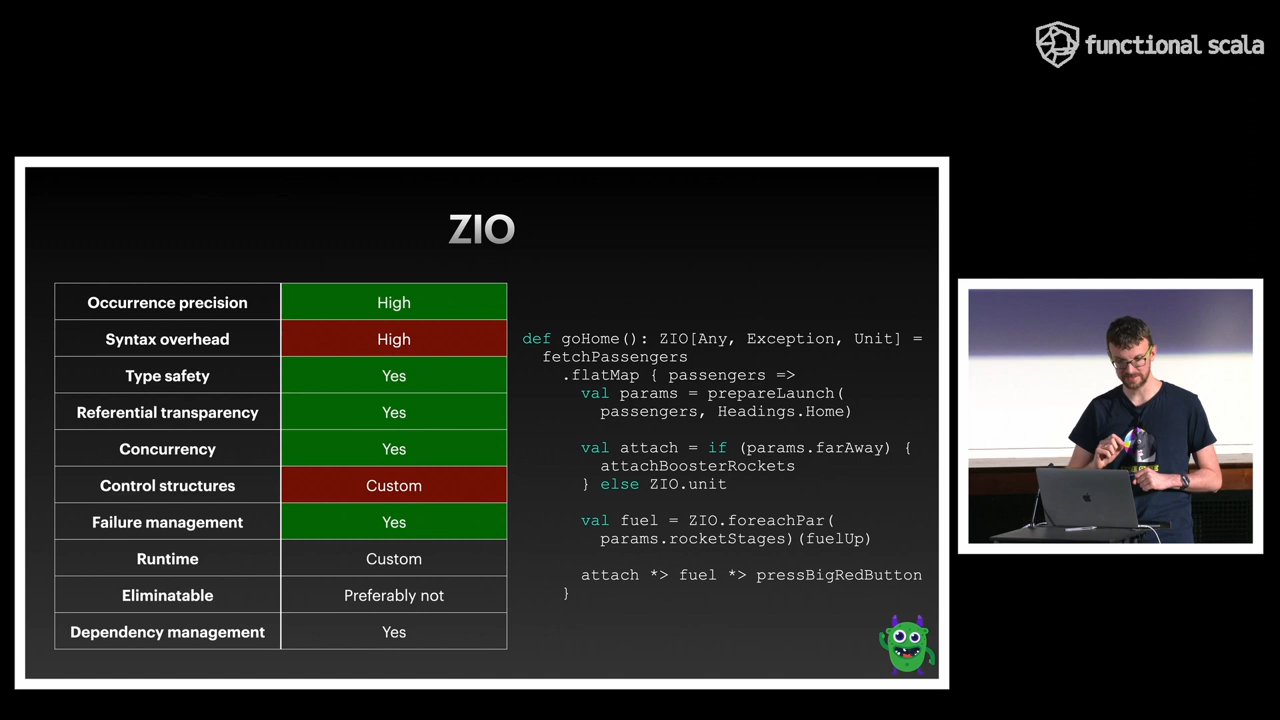 functional scala
ZIO
Occurrence precision High
Syntax overhead High
Type safety Yes
Referential transparency Yes
Concurrency Yes
Control structures Custom
Failure management Yes
Runtime Custom
Eliminatable Preferably not
Dependency management Yes
def goHome(): ZIO[Any, Exception, Unit] =
fetchPassengers
.flatMap { passengers =>
val params = prepareLaunch(
passengers, Headings.Home)
val attach = if (params.farAway) {
attachBoosterRockets
} else ZIO.unit
val fuel = ZIO.foreachPar(
params.rocketStages)(fuelUp)
attach *> fuel *> pressBigRedButton
}